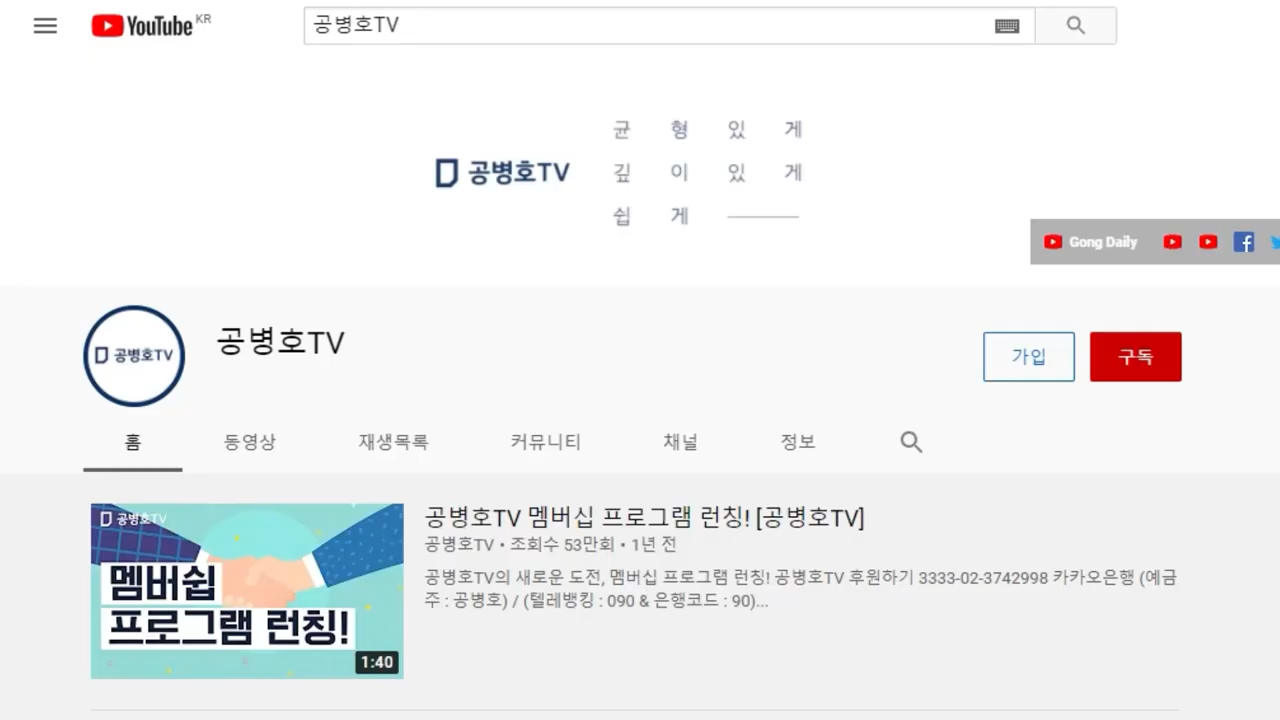 YouTube KR
공병호TV
균 형 있 게
공병호TV
깊 이 있 게
쉽 게
Gong Daily
공병호TV
공병호TV
가입
구독
홈
동영상
재생목록
커뮤니티
채널
정보
공병호TV
멤버쉽
프로그램 런칭!
1:40
공병호TV 멤버십 프로그램 런칭! [공병호TV]
공병호TV • 조회수 53만회 • 1년 전
공병호TV의 새로운 도전, 멤버십 프로그램 런칭! 공병호TV 후원하기 3333-02-3742998 카카오은행 (예금
주 : 공병호) / (텔레뱅킹 : 090 & 은행코드 : 90)...